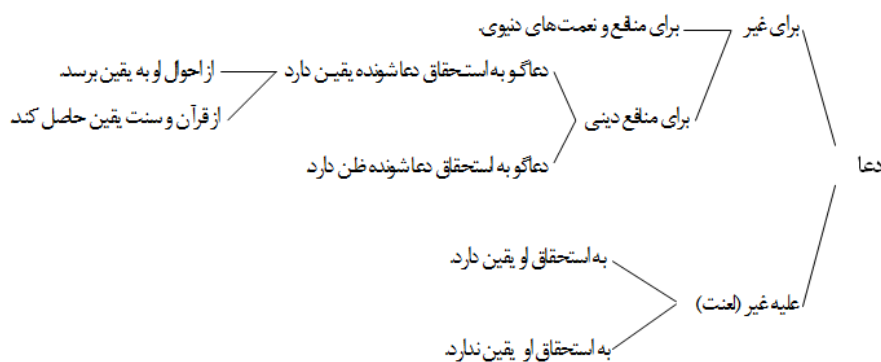 دعا
برای غیر
برای منافع و نعمت‌های دنیوی.
برای منافع دینی
دعاگو به استحقاق دعاشونده یقین دارد
از احوال او به یقین برسد.
از قرآن و سنت یقین حاصل کند.
دعاگو به استحقاق دعاشونده ظن دارد.
علیه غیر (لعنت)
به استحقاق او یقین دارد.
به استحقاق او یقین ندارد.